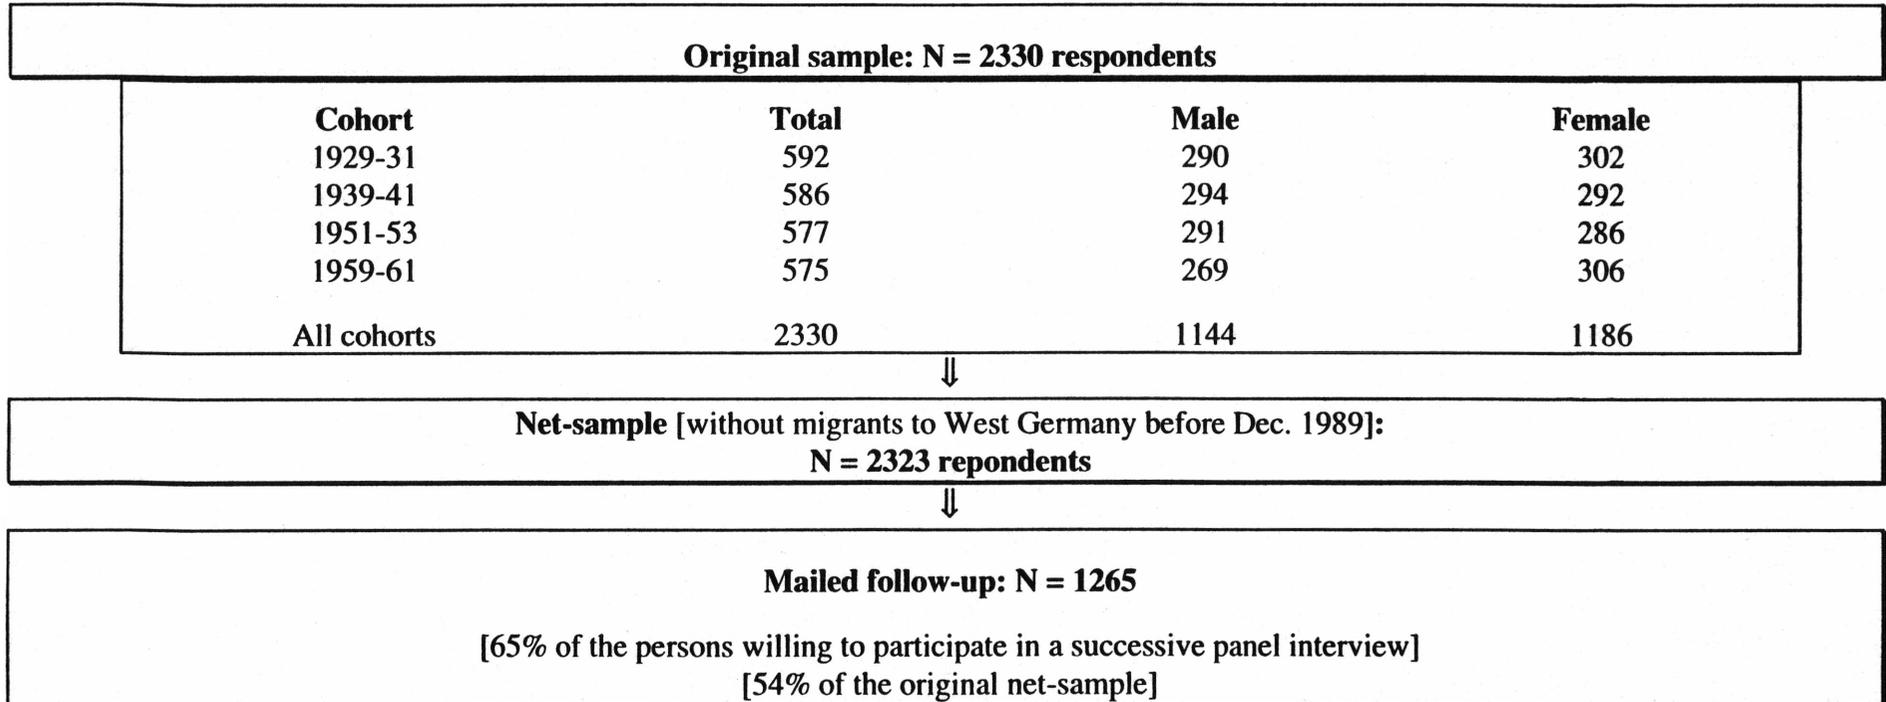 Original sample: N = 2330 respondents
Cohort Total Male Female
1929-31 592 290 302
1939-41 586 294 292
1951-53 577 291 286
1959-61 575 269 306
All cohorts 2330 1144 1186
⇓
Net-sample [without migrants to West Germany before Dec. 1989]:
N = 2323 repondents
⇓
Mailed follow-up: N = 1265
[65% of the persons willing to participate in a successive panel interview]
[54% of the original net-sample]